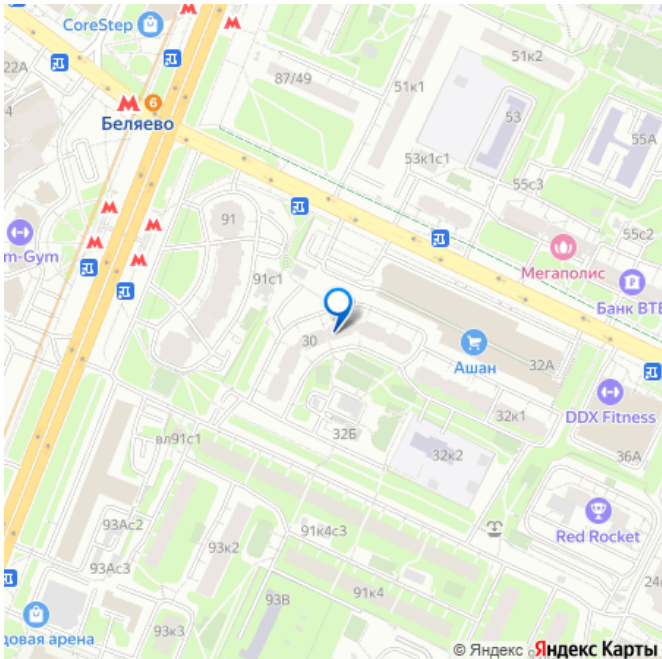 CoreStep
51к2
22А
87/49
51к1
6
Беляево
53
55А
53к1с1
55с3
91
55с2
m-Gym
Мегаполис
91с1
Банк ВТБ
30
Ашан
32А
DDX Fitness
32к1
32Б
вл91с1
32к2
36А
93Ас2
91к4с3
Red Rocket
93к2
93Ас3
24
91к4
93В
93к3
довая арена
© Яндекс Яндекс Карты